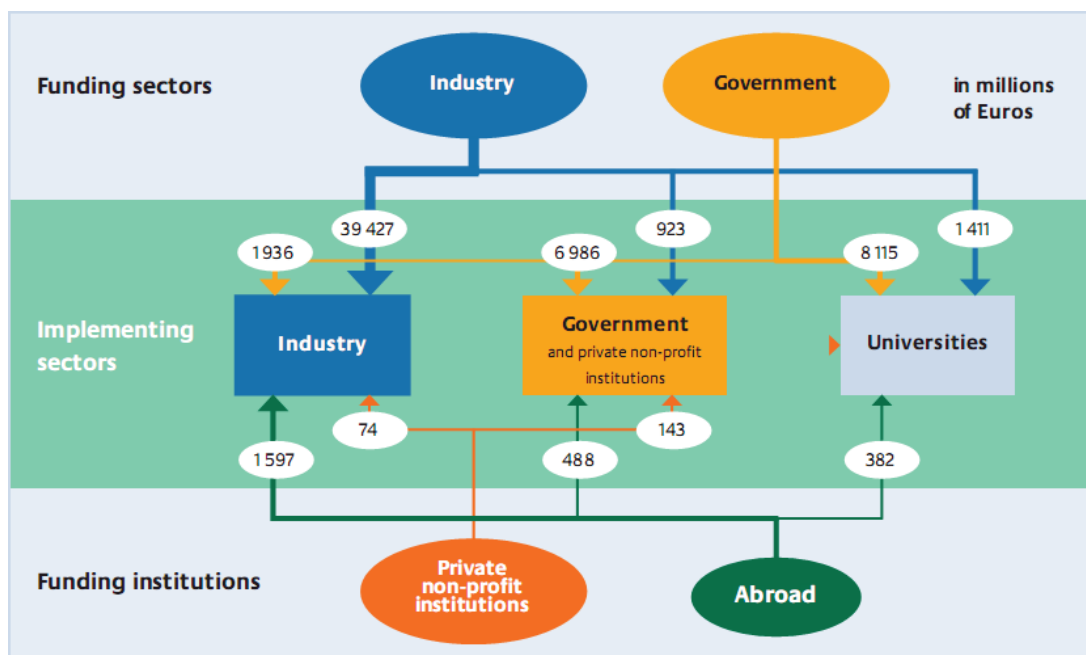 Funding sectors
Industry
Government
in millions
of Euros
39 427
923
1 411
1 936
6 986
8 115
Implementing
sectors
Industry
Government
and private non-profit
institutions
Universities
74
143
1 597
488
382
Funding institutions
Private
non-profit
institutions
Abroad